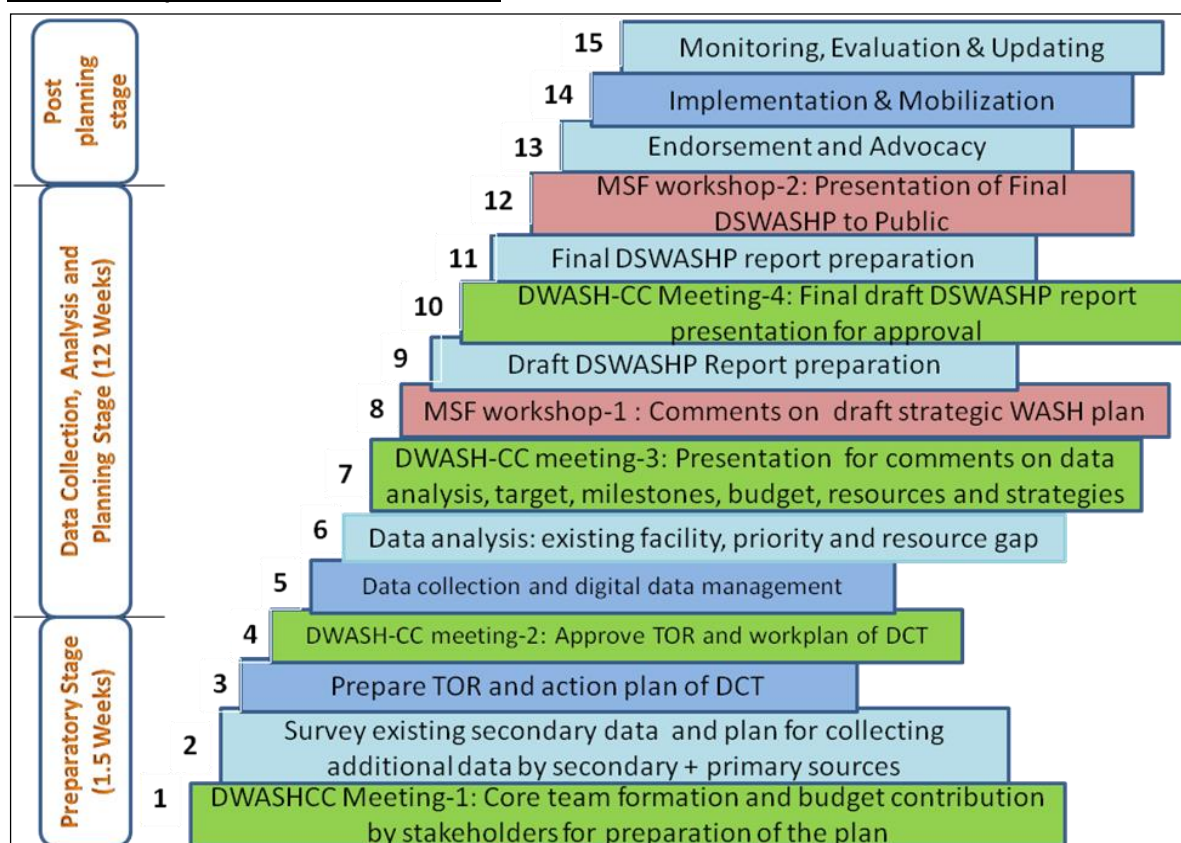 15
Monitoring, Evaluation & Updating
14
Implementation & Mobilization
13
Endorsement and Advocacy
12
MSF workshop-2: Presentation of Final
DSWASHP to Public
11
Final DSWASHP report preparation
10
DWASH-CC Meeting-4: Final draft DSWASHP report
presentation for approval
9
Draft DSWASHP Report preparation
8
MSF workshop-1 : Comments on draft strategic WASH plan
7
DWASH-CC meeting-3: Presentation for comments on data
analysis, target, milestones, budget, resources and strategies
6
Data analysis: existing facility, priority and resource gap
5
Data collection and digital data management
4
DWASH-CC meeting-2: Approve TOR and workplan of DCT
3
Prepare TOR and action plan of DCT
2
Survey existing secondary data and plan for collecting
additional data by secondary + primary sources
1
DWASHCC Meeting-1: Core team formation and budget contribution
by stakeholders for preparation of the plan
Post
planning
stage
Data Collection, Analysis and
Planning Stage (12 Weeks)
Preparatory Stage
(1.5 Weeks)